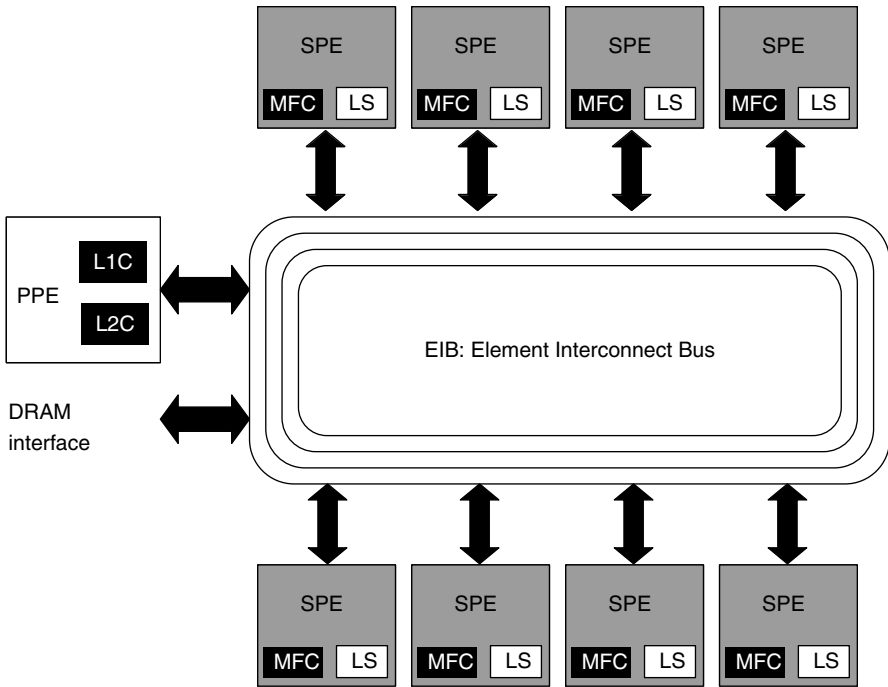 SPE
SPE
SPE
SPE
MFC
LS
MFC
LS
MFC
LS
MFC
LS
PPE
L1C
L2C
EIB: Element Interconnect Bus
DRAM
interface
SPE
SPE
SPE
SPE
MFC
LS
MFC
LS
MFC
LS
MFC
LS